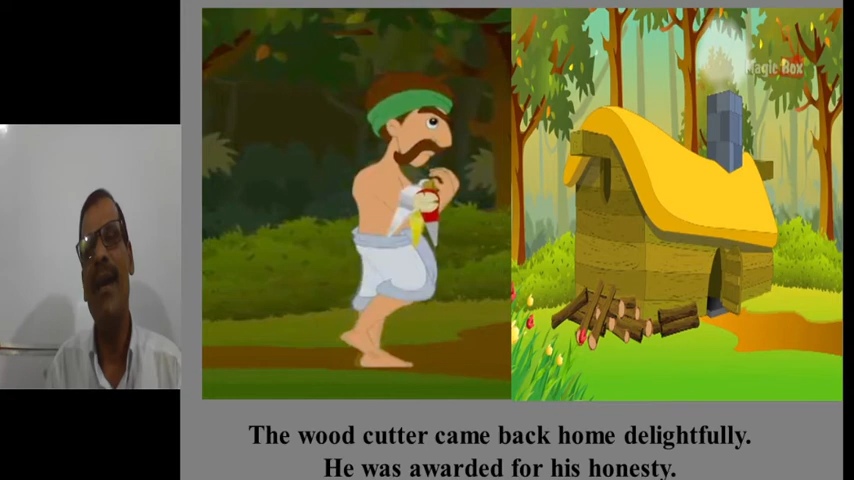 Magic Box
The wood cutter came back home delightfully.
He was awarded for his honesty.